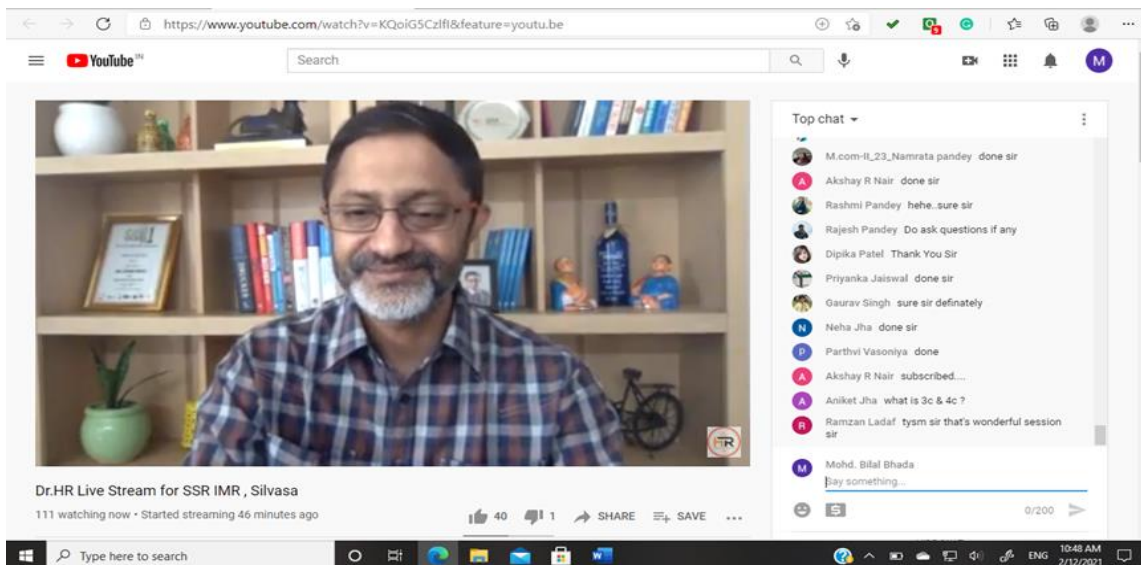 https://www.youtube.com/watch?v=KQoiG5CzlfI&feature=youtu.be
YouTube IN
Search
M
HR
Top chat
M.com-II_23_Namrata pandey done sir
A Akshay R Nair done sir
Rashmi Pandey hehe..sure sir
Rajesh Pandey Do ask questions if any
Dipika Patel Thank You Sir
Priyanka Jaiswal done sir
Gaurav Singh sure sir definately
N Neha Jha done sir
P Parthvi Vasoniya done
A Akshay R Nair subscribed....
A Aniket Jha what is 3c & 4c ?
R Ramzan Ladaf tysm sir that's wonderful session
sir
M Mohd. Bilal Bhada
Say something...
0/200
Dr.HR Live Stream for SSR IMR , Silvasa
111 watching now • Started streaming 46 minutes ago
40 1 SHARE SAVE ...
Type here to search
ENG
10:48 AM
2/12/2021